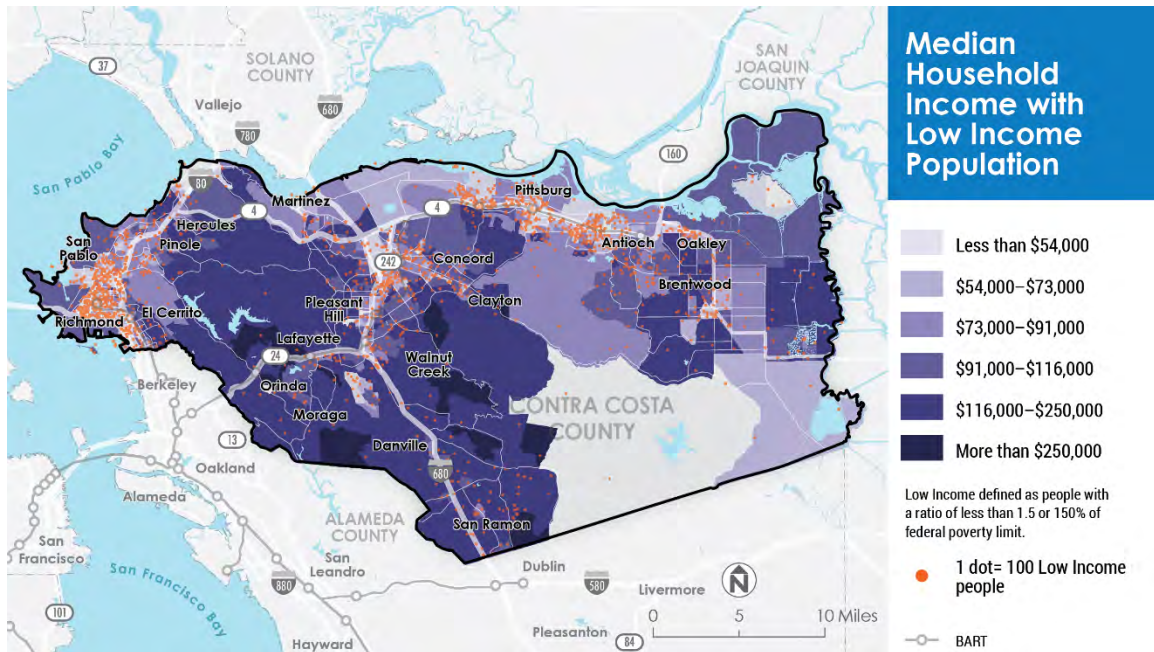 SOLANO
COUNTY
SAN
JOAQUIN
COUNTY
37
Vallejo
680
780
160
San Pablo Bay
80
Martinez
4
4
Pittsburg
Hercules
San
Pablo
Pinole
Antioch
Oakley
242
Concord
Brentwood
Richmond
El Cerrito
Pleasant
Hill
Clayton
Lafayette
24
Walnut
Creek
Orinda
Berkeley
CONTRA COSTA
COUNTY
Moraga
13
Danville
Oakland
680
Alameda
ALAMEDA
COUNTY
San Ramon
San
Francisco
San
Leandro
Dublin
San Francisco Bay
880
580
Livermore
N
101
0 5 10 Miles
Hayward
Pleasanton
84
Median
Household
Income with
Low Income
Population
Less than $54,000
$54,000–$73,000
$73,000–$91,000
$91,000–$116,000
$116,000–$250,000
More than $250,000
Low Income defined as people with
a ratio of less than 1.5 or 150% of
federal poverty limit.
1 dot= 100 Low Income
people
BART